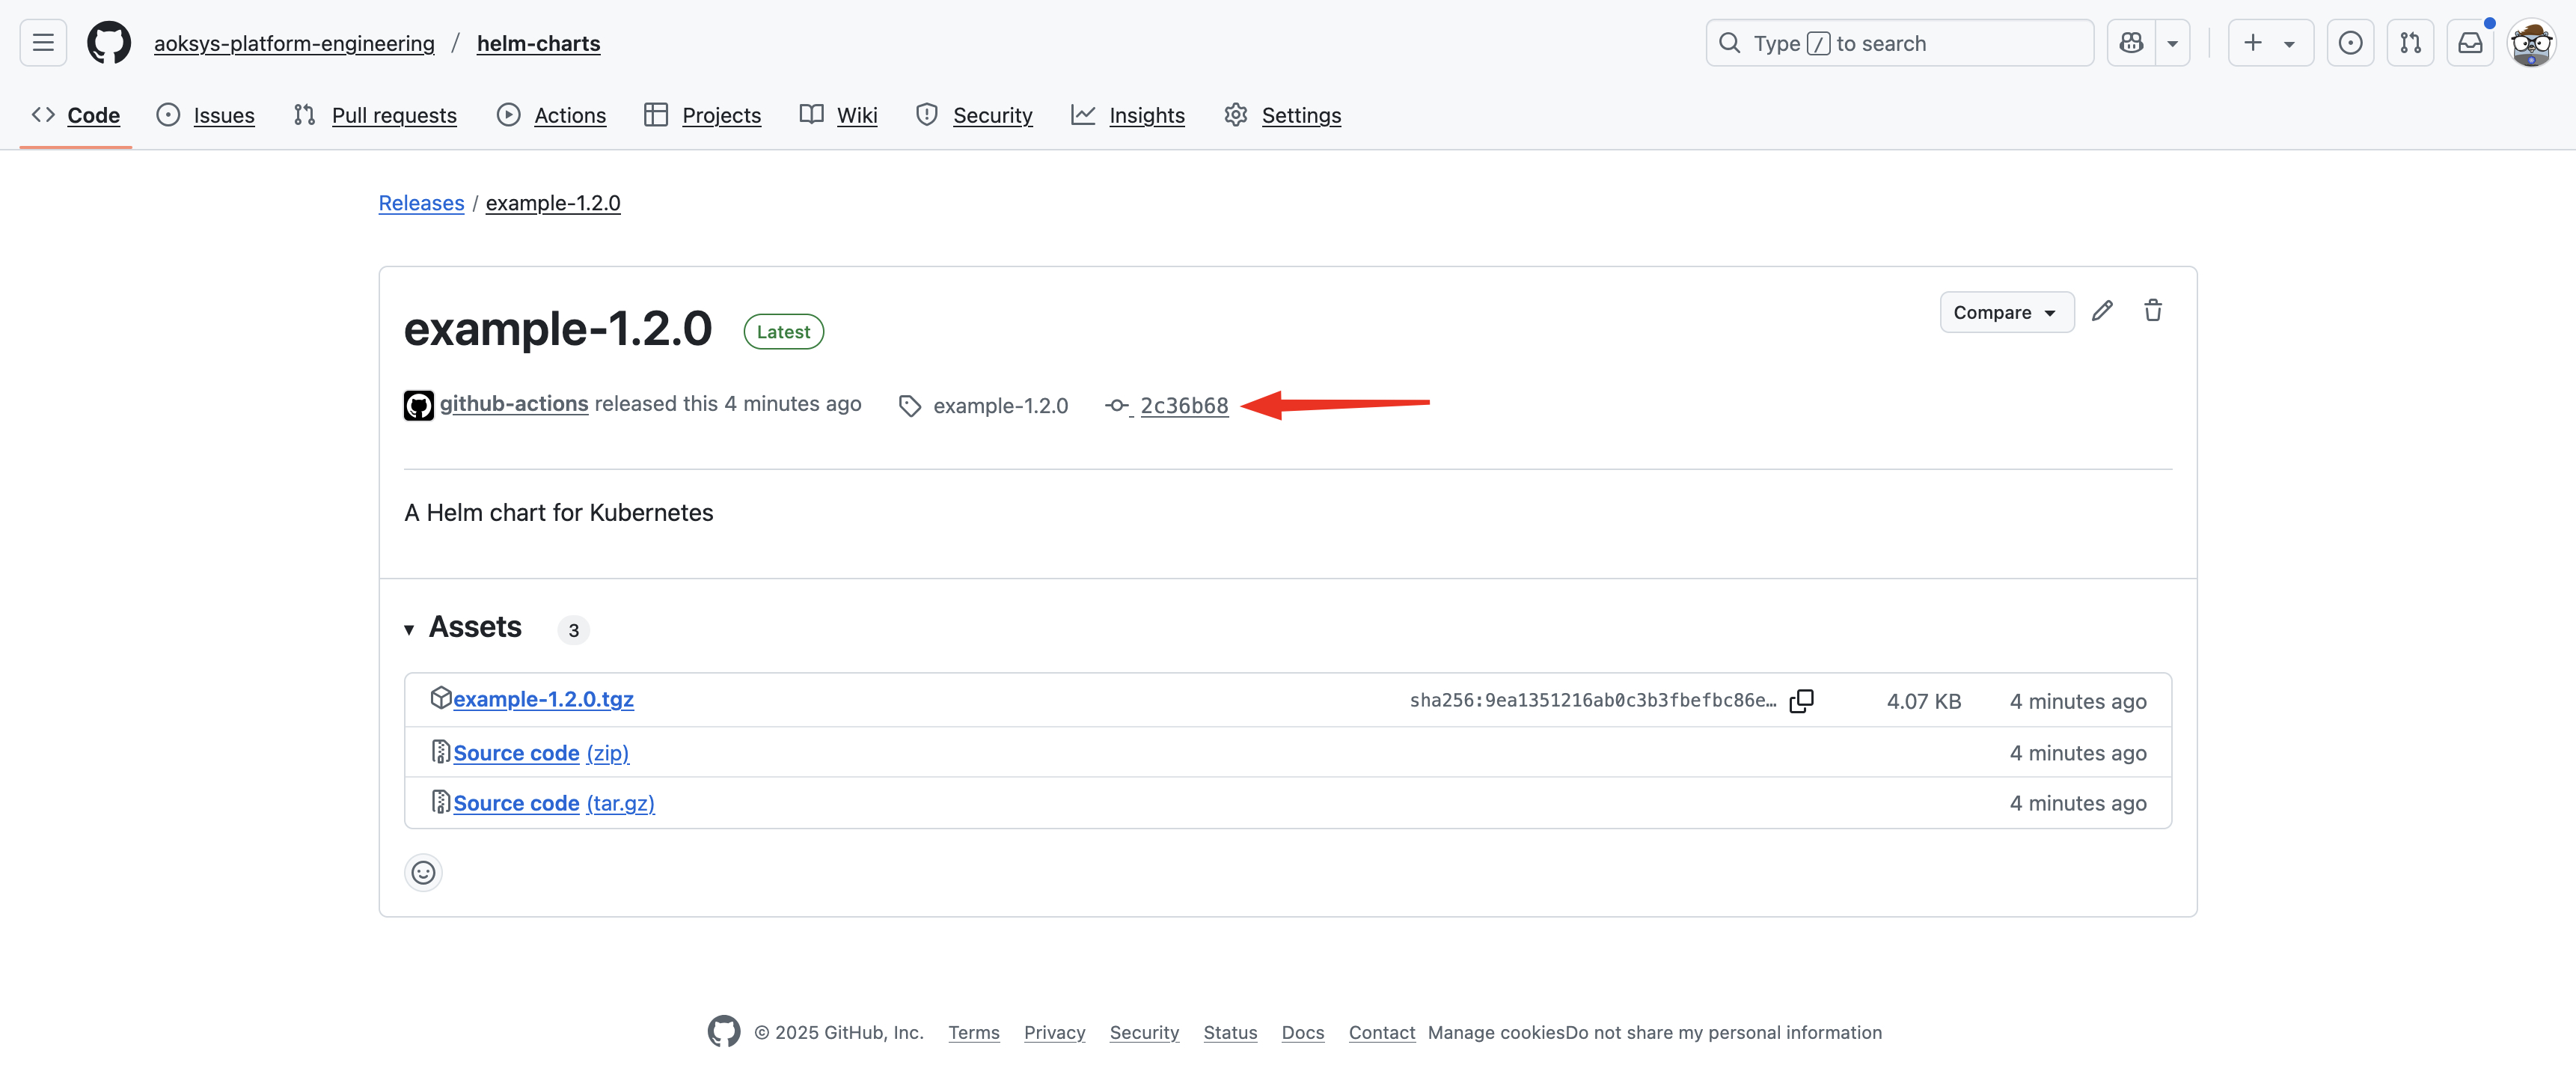 aoksys-platform-engineering / helm-charts
Type / to search
Code Issues Pull requests Actions Projects Wiki Security Insights Settings
Releases / example-1.2.0
example-1.2.0 Latest
Compare
github-actions released this 4 minutes ago example-1.2.0 2c36b68
A Helm chart for Kubernetes
Assets 3
example-1.2.0.tgz sha256:9ea1351216ab0c3b3fbefbc86e… 4.07 KB 4 minutes ago
Source code (zip) 4 minutes ago
Source code (tar.gz) 4 minutes ago
© 2025 GitHub, Inc. Terms Privacy Security Status Docs Contact Manage cookiesDo not share my personal information